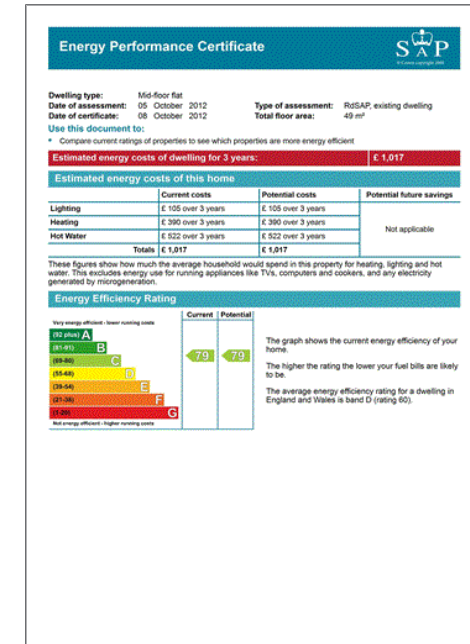 Energy Performance Certificate
SAP
© Crown copyright 2009
Dwelling type: Mid-floor flat
Date of assessment: 05 October 2012 Type of assessment: RdSAP, existing dwelling
Date of certificate: 08 October 2012 Total floor area: 49 m²
Use this document to:
• Compare current ratings of properties to see which properties are more energy efficient
Estimated energy costs of dwelling for 3 years: £ 1,017
Estimated energy costs of this home
Current costs Potential costs Potential future savings
Lighting £ 105 over 3 years £ 105 over 3 years
Heating £ 390 over 3 years £ 390 over 3 years
Not applicable
Hot Water £ 522 over 3 years £ 522 over 3 years
Totals £ 1,017 £ 1,017
These figures show how much the average household would spend in this property for heating, lighting and hot
water. This excludes energy use for running appliances like TVs, computers and cookers, and any electricity
generated by microgeneration.
Energy Efficiency Rating
Current Potential
Very energy efficient - lower running costs
(92 plus) A
(81-91) B
(69-80) C
79 79
(55-68) D
(39-54) E
(21-38) F
(1-20) G
Not energy efficient - higher running costs
The graph shows the current energy efficiency of your
home.
The higher the rating the lower your fuel bills are likely
to be.
The average energy efficiency rating for a dwelling in
England and Wales is band D (rating 60).